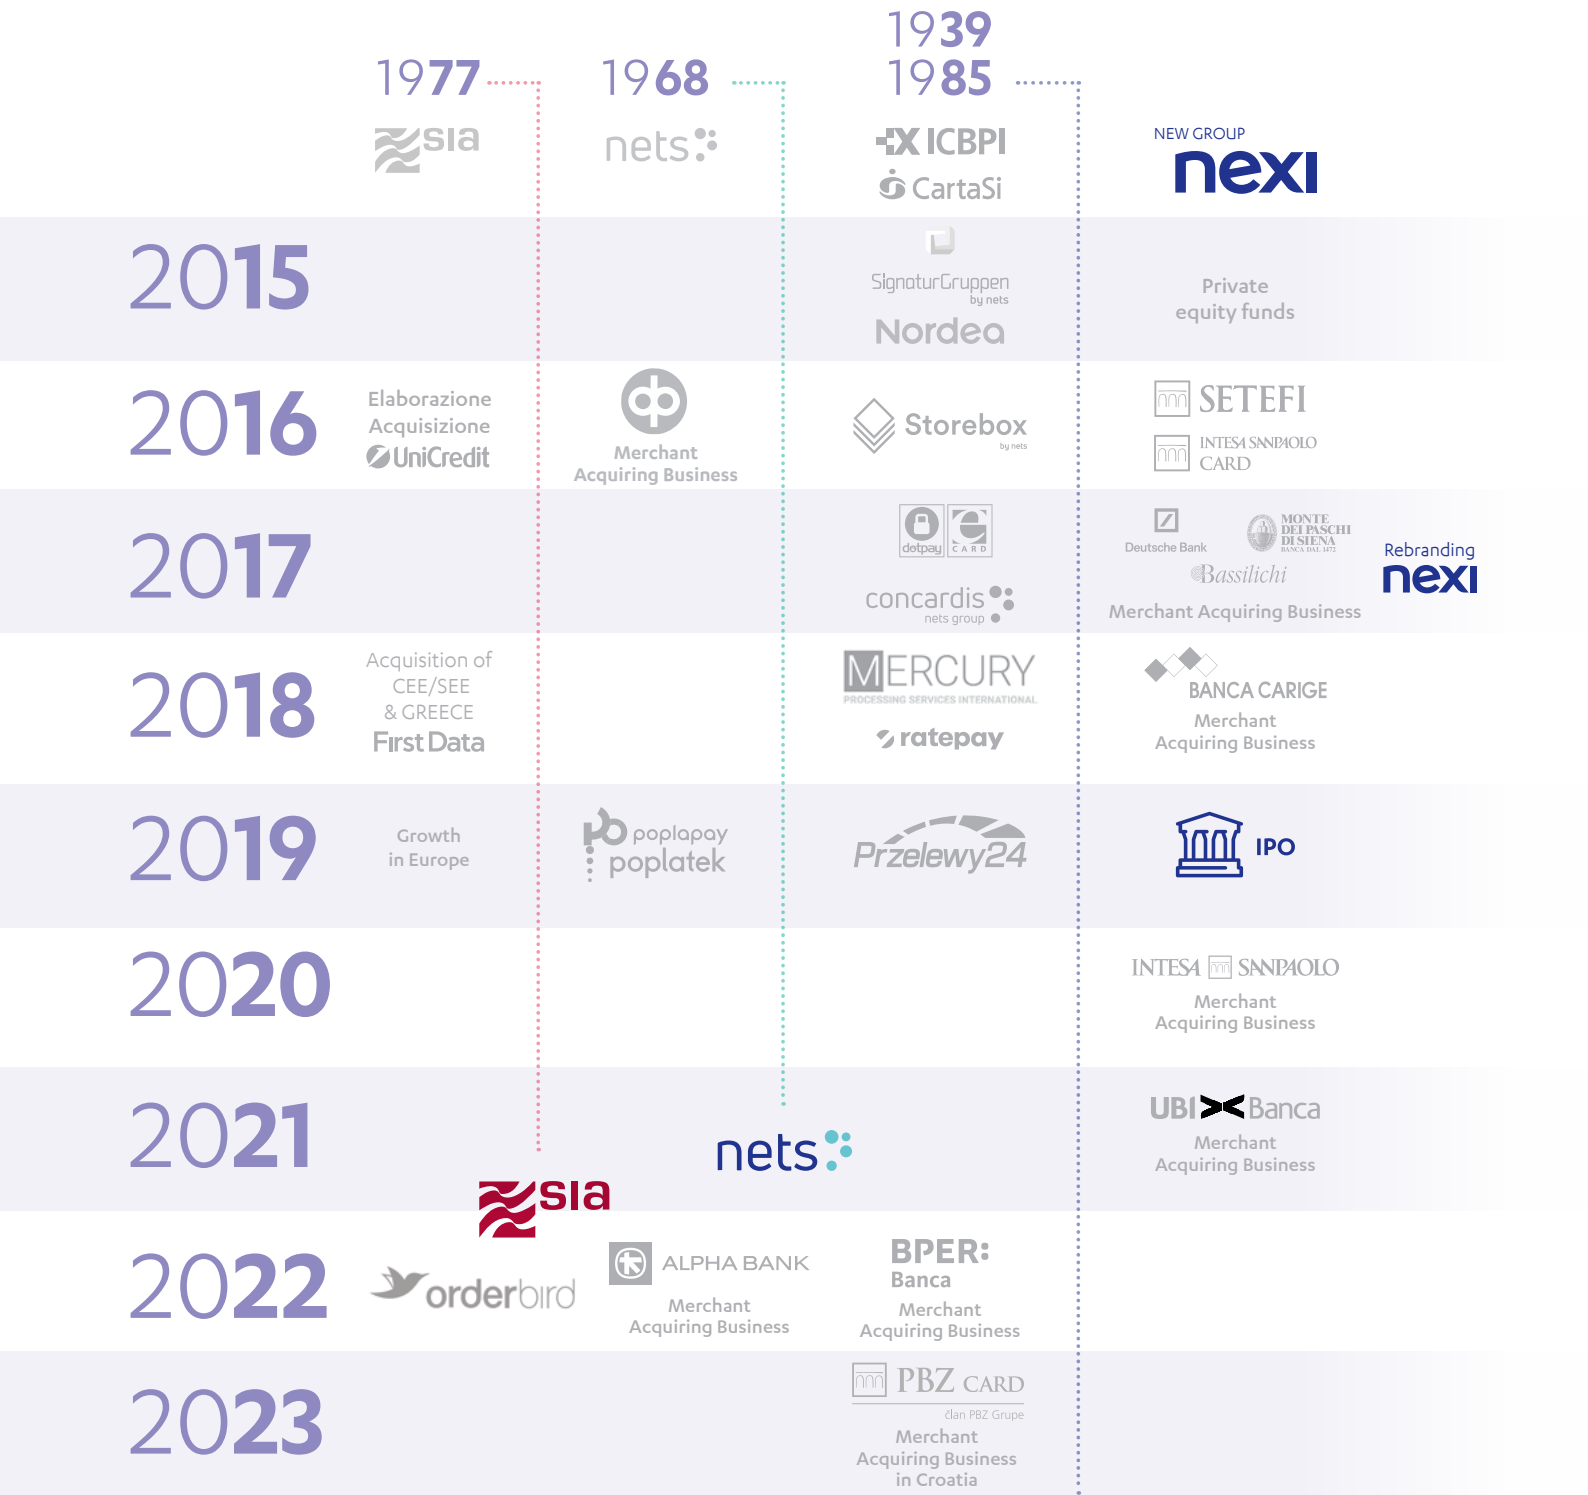 1939
1977
1968
1985
sia
nets
ICBPI
CartaSi
NEW GROUP
nexi
2015
SignaturGruppen
by nets
Nordea
Private
equity funds
2016
Elaborazione
Acquisizione
UniCredit
op
Merchant
Acquiring Business
Storebox
by nets
SETEFI
INTESA SANPAOLO
CARD
2017
dotpay
e
CARD
concardis
nets group
Deutsche Bank
MONTE
DEI PASCHI
DI SIENA
BANCA DAL 1472
Bassilichi
Merchant Acquiring Business
Rebranding
nexi
2018
Acquisition of
CEE/SEE
& GREECE
First Data
MERCURY
PROCESSING SERVICES INTERNATIONAL
ratepay
BANCA CARIGE
Merchant
Acquiring Business
2019
Growth
in Europe
poplapay
poplatek
Przelewy24
IPO
2020
INTESA SANPAOLO
Merchant
Acquiring Business
2021
sia
nets
UBI Banca
Merchant
Acquiring Business
2022
orderbird
ALPHA BANK
Merchant
Acquiring Business
BPER:
Banca
Merchant
Acquiring Business
2023
PBZ CARD
član PBZ Grupe
Merchant
Acquiring Business
in Croatia